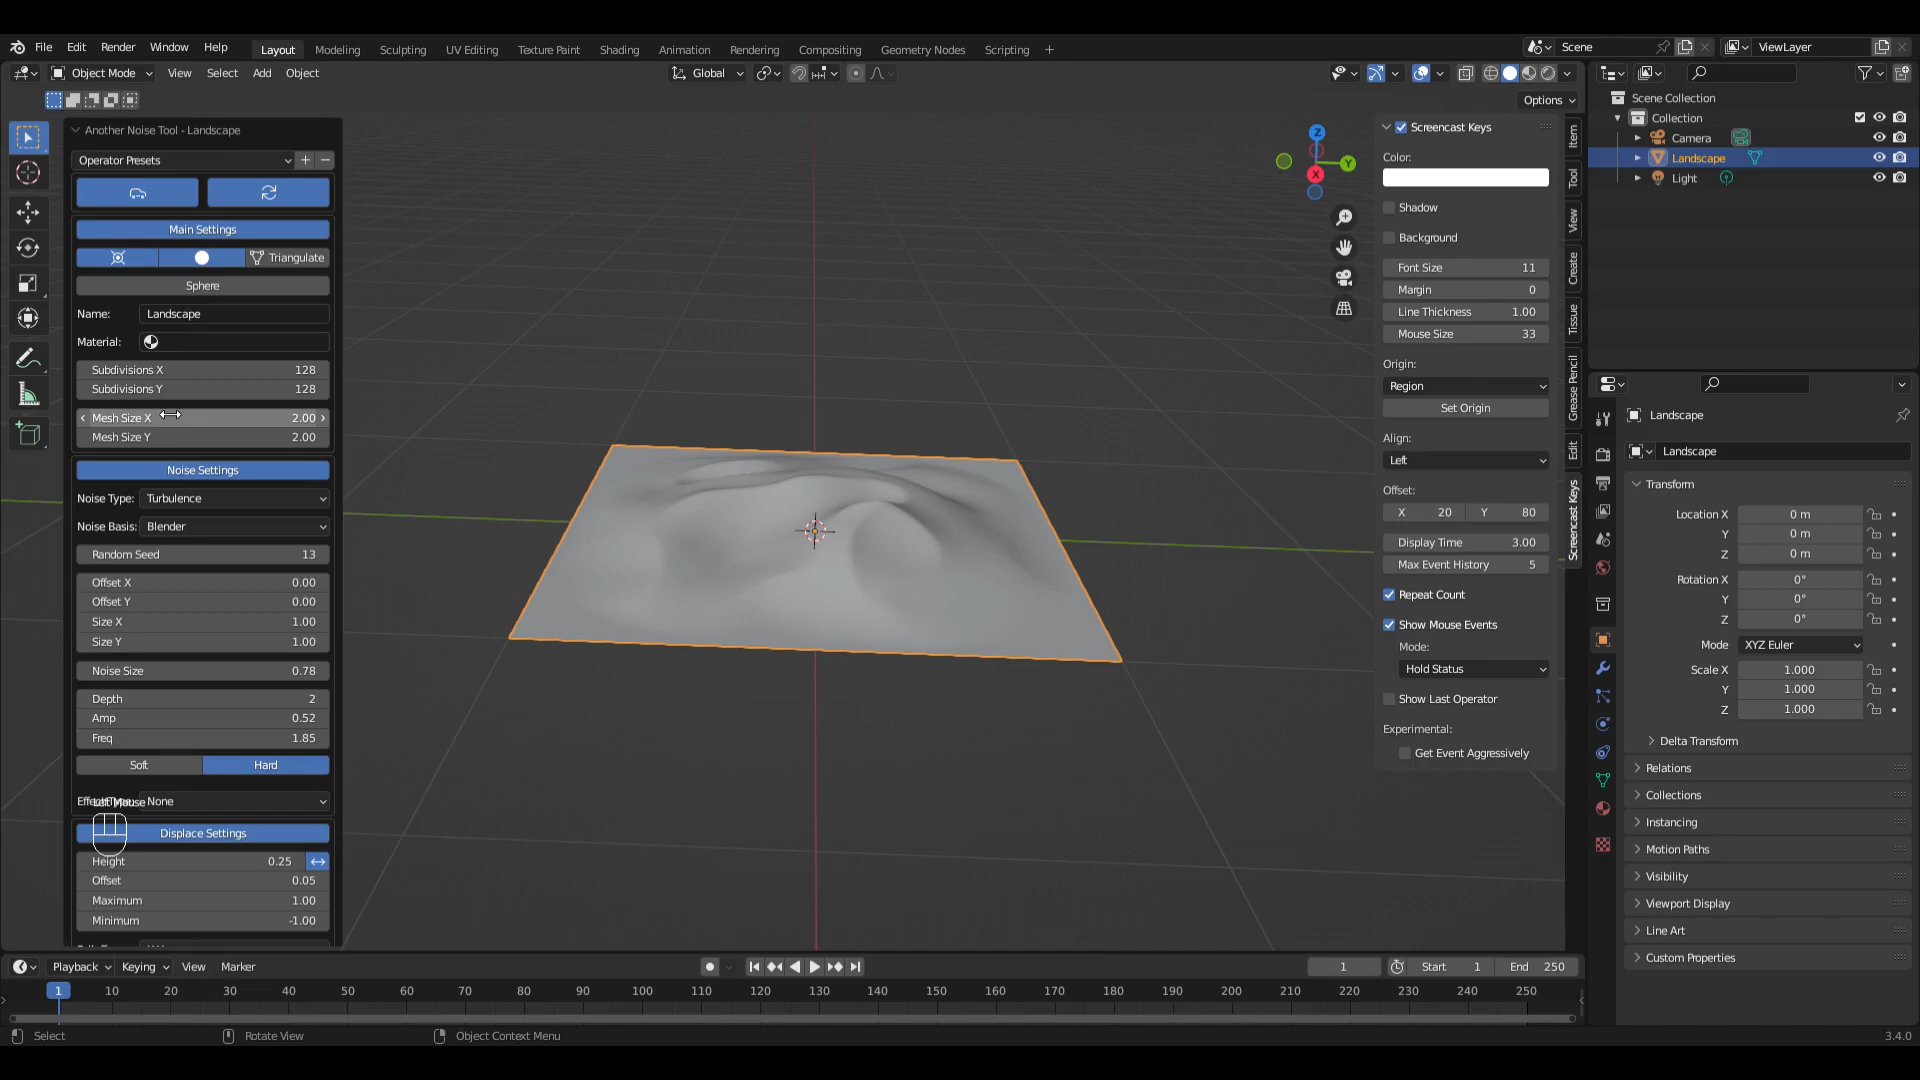 File Edit Render Window Help Layout Modeling Sculpting UV Editing Texture Paint Shading Animation Rendering Compositing Geometry Nodes Scripting + Scene ViewLayer
Object Mode View Select Add Object Global
Options
Another Noise Tool - Landscape
Operator Presets
Main Settings
Triangulate
Sphere
Name: Landscape
Material:
Subdivisions X 128
Subdivisions Y 128
Mesh Size X 2.00
Mesh Size Y 2.00
Noise Settings
Noise Type: Turbulence
Noise Basis: Blender
Random Seed 13
Offset X 0.00
Offset Y 0.00
Size X 1.00
Size Y 1.00
Noise Size 0.78
Depth 2
Amp 0.52
Freq 1.85
Soft Hard
None
Left Mouse
Displace Settings
Height 0.25
Offset 0.05
Maximum 1.00
Minimum -1.00
Z
Y
X
Screencast Keys
Color:
Shadow
Background
Font Size 11
Margin 0
Line Thickness 1.00
Mouse Size 33
Origin:
Region
Set Origin
Align:
Left
Offset:
X 20 Y 80
Display Time 3.00
Max Event History 5
Repeat Count
Show Mouse Events
Mode:
Hold Status
Show Last Operator
Experimental:
Get Event Aggressively
Item
Tool
View
Create
Tissue
Grease Pencil
Edit
Screencast Keys
Scene Collection
Collection
Camera
Landscape
Light
Landscape
Landscape
Transform
Location X 0 m
Y 0 m
Z 0 m
Rotation X 0°
Y 0°
Z 0°
Mode XYZ Euler
Scale X 1.000
Y 1.000
Z 1.000
Delta Transform
Relations
Collections
Instancing
Motion Paths
Visibility
Viewport Display
Line Art
Custom Properties
Playback Keying View Marker 1 Start 1 End 250
1 10 20 30 40 50 60 70 80 90 100 110 120 130 140 150 160 170 180 190 200 210 220 230 240 250
Select Rotate View Object Context Menu 3.4.0